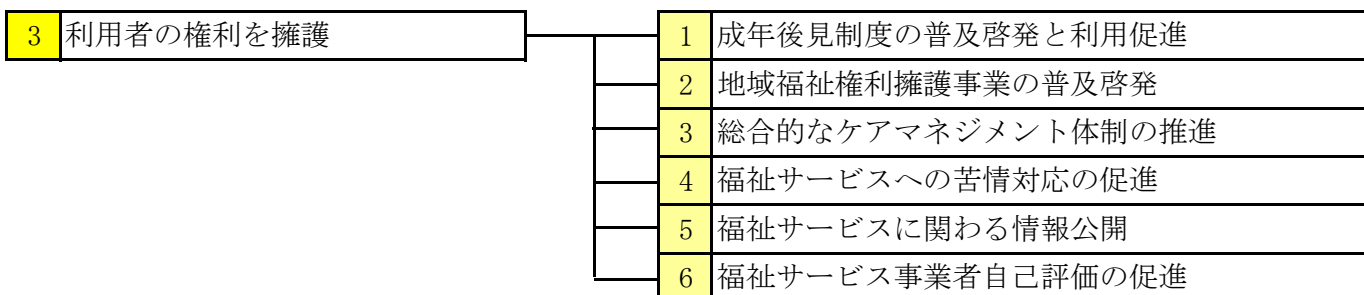 3 利用者の権利を擁護
1 成年後見制度の普及啓発と利用促進
2 地域福祉権利擁護事業の普及啓発
3 総合的なケアマネジメント体制の推進
4 福祉サービスへの苦情対応の促進
5 福祉サービスに関わる情報公開
6 福祉サービス事業者自己評価の促進